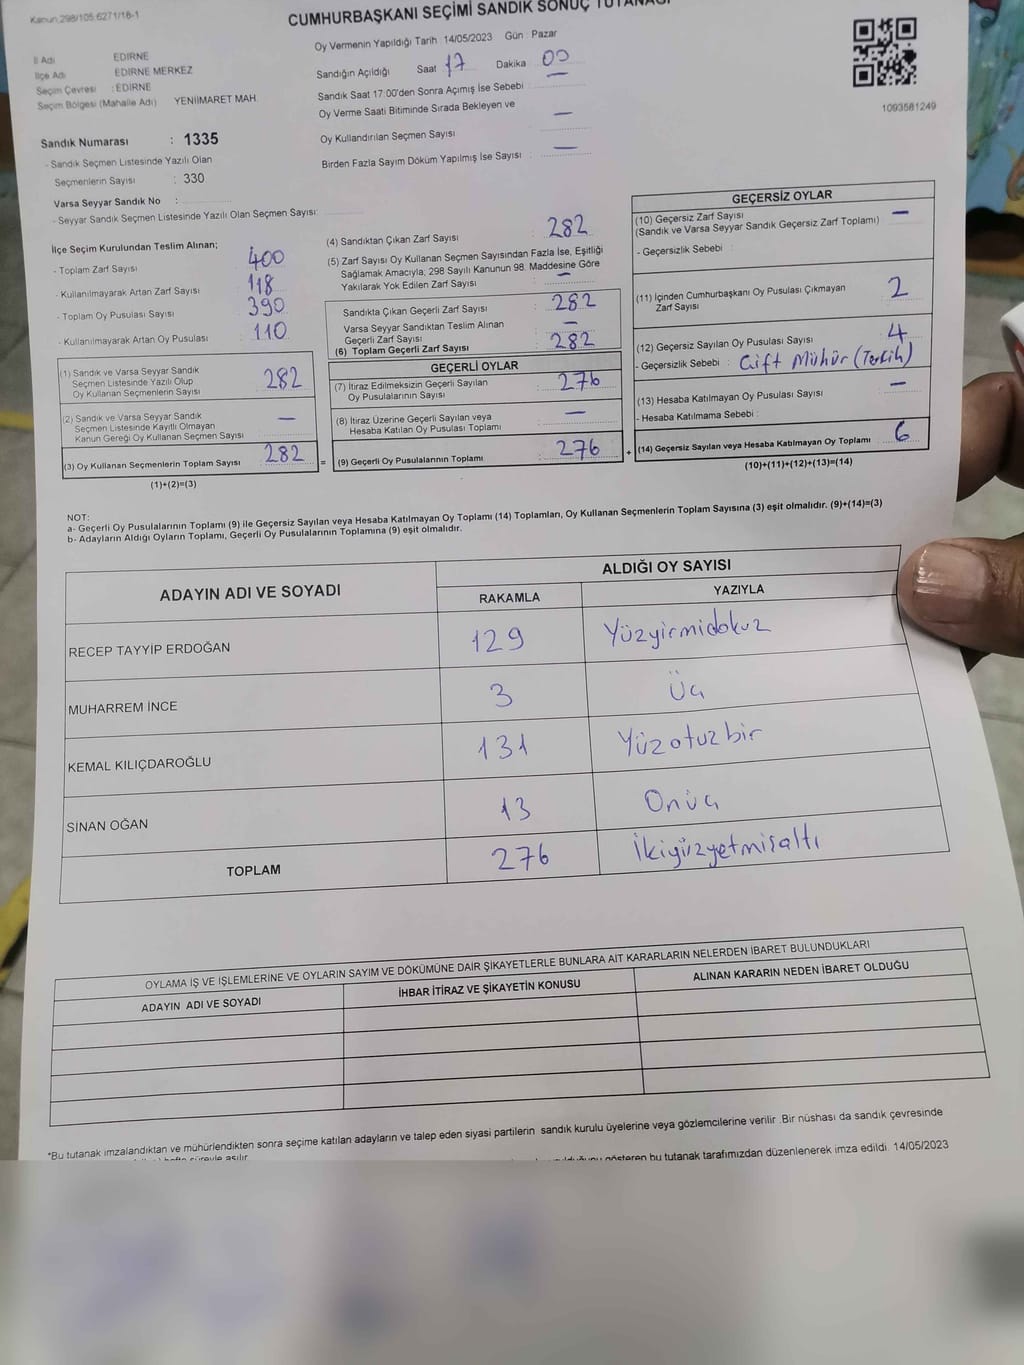 Kanun 298/105.6271/18-1
CUMHURBAŞKANI SEÇİMİ SANDIK SONUÇ TUTANAĞI
İl Adı EDIRNE
İlçe Adı EDIRNE MERKEZ
Seçim Çevresi : EDIRNE
Seçim Bölgesi (Mahalle Adı) YENİİMARET MAH.
Oy Vermenin Yapıldığı Tarih 14/05/2023 Gün : Pazar
Sandığın Açıldığı Saat 17 Dakika 00
Sandık Saat 17:00'den Sonra Açımış İse Sebebi —
Oy Verme Saati Bitiminde Sırada Bekleyen ve
Oy Kullandırılan Seçmen Sayısı —
Birden Fazla Sayım Döküm Yapılmış İse Sayısı —
1093581249
Sandık Numarası : 1335
- Sandık Seçmen Listesinde Yazılı Olan
Seçmenlerin Sayısı : 330
Varsa Seyyar Sandık No :
- Seyyar Sandık Seçmen Listesinde Yazılı Olan Seçmen Sayısı:
İlçe Seçim Kurulundan Teslim Alınan;
- Toplam Zarf Sayısı 400
- Kullanılmayarak Artan Zarf Sayısı 118
- Toplam Oy Pusulası Sayısı 390
- Kullanılmayarak Artan Oy Pusulası 110
(1) Sandık ve Varsa Seyyar Sandık
Seçmen Listesinde Yazılı Olup
Oy Kullanan Seçmenlerin Sayısı 282
(2) Sandık ve Varsa Seyyar Sandık
Seçmen Listesinde Kayıtlı Olmayan
Kanun Gereği Oy Kullanan Seçmen Sayısı —
(3) Oy Kullanan Seçmenlerin Toplam Sayısı 282
(1)+(2)=(3)
(4) Sandıktan Çıkan Zarf Sayısı : 282
(5) Zarf Sayısı Oy Kullanan Seçmen Sayısından Fazla İse, Eşitliği
Sağlamak Amacıyla; 298 Sayılı Kanunun 98. Maddesine Göre
Yakılarak Yok Edilen Zarf Sayısı : —
Sandıkta Çıkan Geçerli Zarf Sayısı : 282
Varsa Seyyar Sandıktan Teslim Alınan
Geçerli Zarf Sayısı : —
(6) Toplam Geçerli Zarf Sayısı : 282
GEÇERLİ OYLAR
(7) İtiraz Edilmeksizin Geçerli Sayılan
Oy Pusulasının Sayısı : 276
(8) İtiraz Üzerine Geçerli Sayılan veya
Hesaba Katılan Oy Pusulası Toplamı : —
= (9) Geçerli Oy Pusulalarının Toplamı : 276
GEÇERSİZ OYLAR
(10) Geçersiz Zarf Sayısı
(Sandık ve Varsa Seyyar Sandık Geçersiz Zarf Toplamı) —
- Geçersizlik Sebebi :
(11) İçinden Cumhurbaşkanı Oy Pusulası Çıkmayan
Zarf Sayısı 2
(12) Geçersiz Sayılan Oy Pusulası Sayısı 4
- Geçersizlik Sebebi : Çift Mühür (Tercih)
(13) Hesaba Katılmayan Oy Pusulası Sayısı —
- Hesaba Katılmama Sebebi :
+ (14) Geçersiz Sayılan veya Hesaba Katılmayan Oy Toplamı 6
(10)+(11)+(12)+(13)=(14)
NOT:
a- Geçerli Oy Pusulalarının Toplamı (9) ile Geçersiz Sayılan veya Hesaba Katılmayan Oy Toplamı (14) Toplamları, Oy Kullanan Seçmenlerin Toplam Sayısına (3) eşit olmalıdır. (9)+(14)=(3)
b- Adayların Aldığı Oyların Toplamı, Geçerli Oy Pusulalarının Toplamına (9) eşit olmalıdır.
ADAYIN ADI VE SOYADI
ALDIĞI OY SAYISI
RAKAMLA YAZIYLA
RECEP TAYYİP ERDOĞAN 129 Yüzyirmidokuz
MUHARREM İNCE 3 Üç
KEMAL KILIÇDAROĞLU 131 Yüzotuzbir
SİNAN OĞAN 13 Onüç
TOPLAM 276 İkiyüzyetmişaltı
OYLAMA İŞ VE İŞLEMLERİNE VE OYLARIN SAYIM VE DÖKÜMÜNE DAİR ŞİKAYETLERLE BUNLARA AİT KARARLARIN NELERDEN İBARET BULUNDUKLARI
ADAYIN ADI VE SOYADI İHBAR İTİRAZ VE ŞİKAYETİN KONUSU ALINAN KARARIN NEDEN İBARET OLDUĞU
*Bu tutanak imzalandıktan ve mühürlendikten sonra seçime katılan adayların ve talep eden siyasi partilerin sandık kurulu üyelerine veya gözlemcilerine verilir. Bir nüshası da sandık çevresinde
hafta süreyle asılır.
gösteren bu tutanak tarafımızdan düzenlenerek imza edildi. 14/05/2023